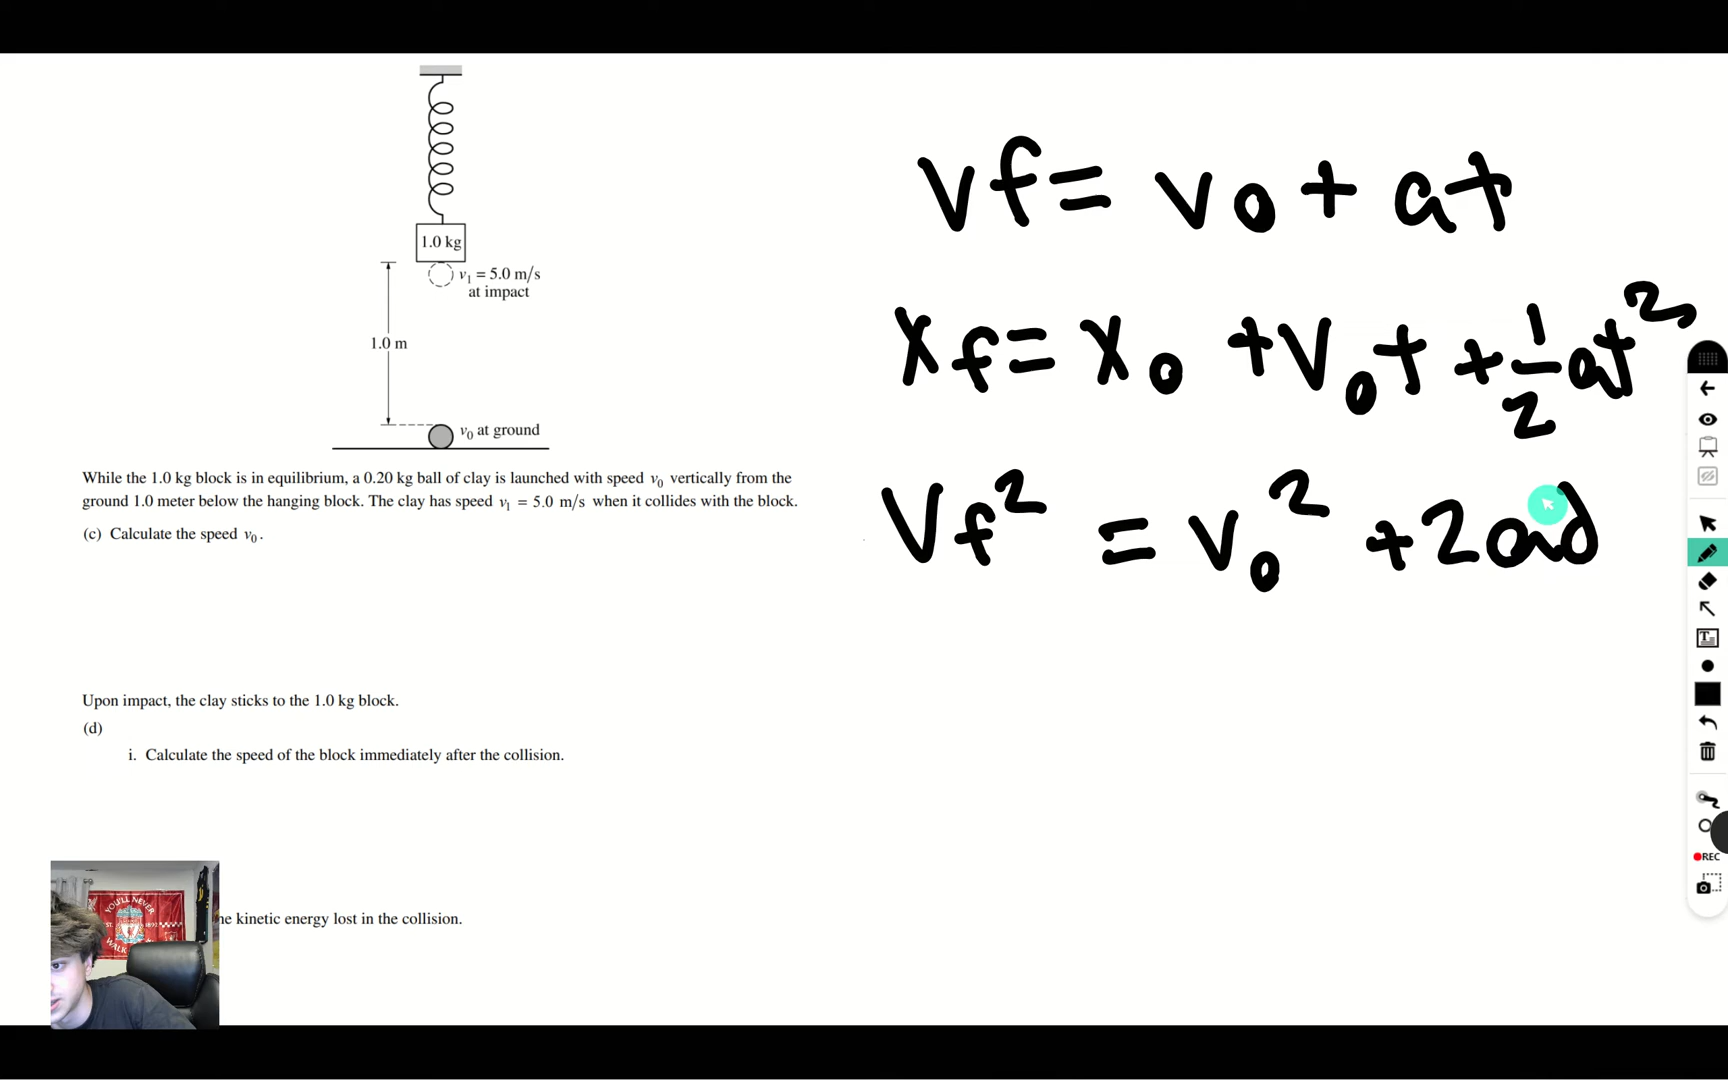 1.0 kg
v1 = 5.0 m/s
at impact
1.0 m
v0 at ground
While the 1.0 kg block is in equilibrium, a 0.20 kg ball of clay is launched with speed v0 vertically from the
ground 1.0 meter below the hanging block. The clay has speed v1 = 5.0 m/s when it collides with the block.
(c) Calculate the speed v0.
Upon impact, the clay sticks to the 1.0 kg block.
(d)
i. Calculate the speed of the block immediately after the collision.
kinetic energy lost in the collision.
Vf = v0 + at
xf = x0 + v0t + 1/2 at²
Vf² = v0² + 2ad
YOU'LL NEVER
WALK
REC